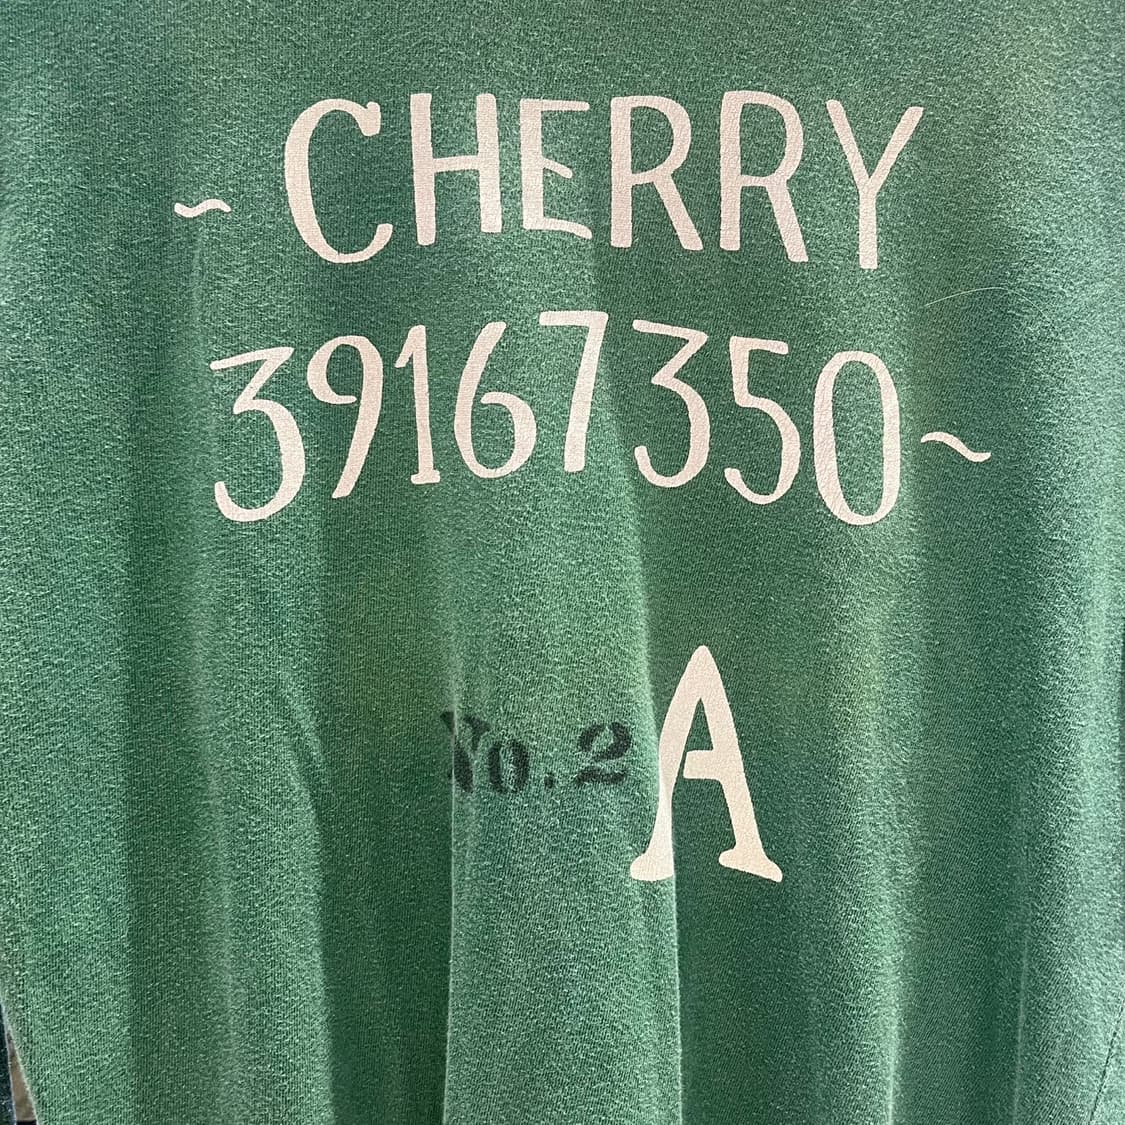 ~ CHERRY
39167350 ~
No. 2 A